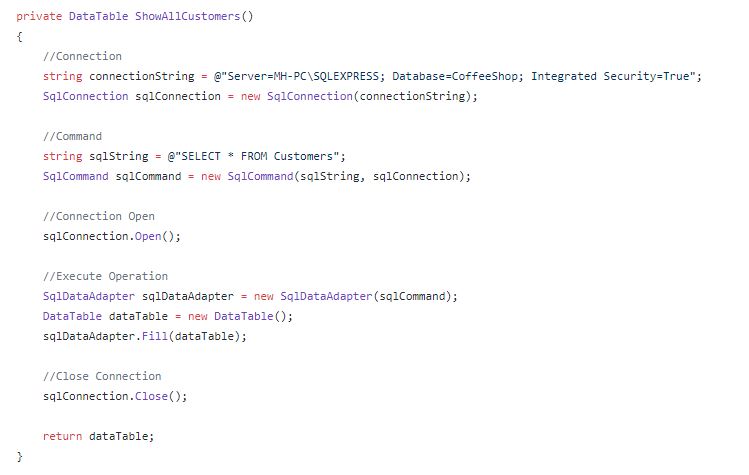 private DataTable ShowAllCustomers()
{
    //Connection
    string connectionString = @"Server=MH-PC\SQLEXPRESS; Database=CoffeeShop; Integrated Security=True";
    SqlConnection sqlConnection = new SqlConnection(connectionString);

    //Command
    string sqlString = @"SELECT * FROM Customers";
    SqlCommand sqlCommand = new SqlCommand(sqlString, sqlConnection);

    //Connection Open
    sqlConnection.Open();

    //Execute Operation
    SqlDataAdapter sqlDataAdapter = new SqlDataAdapter(sqlCommand);
    DataTable dataTable = new DataTable();
    sqlDataAdapter.Fill(dataTable);

    //Close Connection
    sqlConnection.Close();

    return dataTable;
}